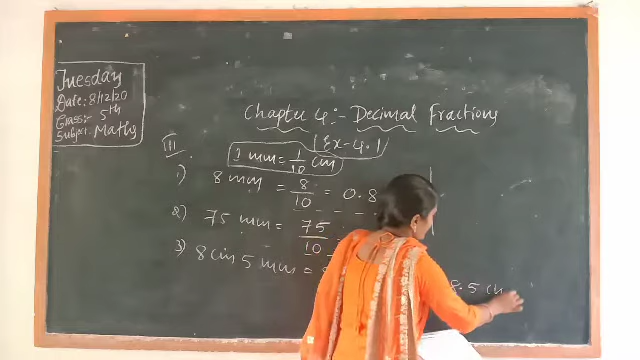 Tuesday
Date: 8/12/20
Class:- 5th
Subject: Maths
Chapter 4:- Decimal Fractions
[Ex-4.1]
III
1 mm = 1/10 cm
1) 8 mm = 8/10 = 0.8
2) 75 mm = 75/10
3) 8 cm 5 mm =
8.5 cm